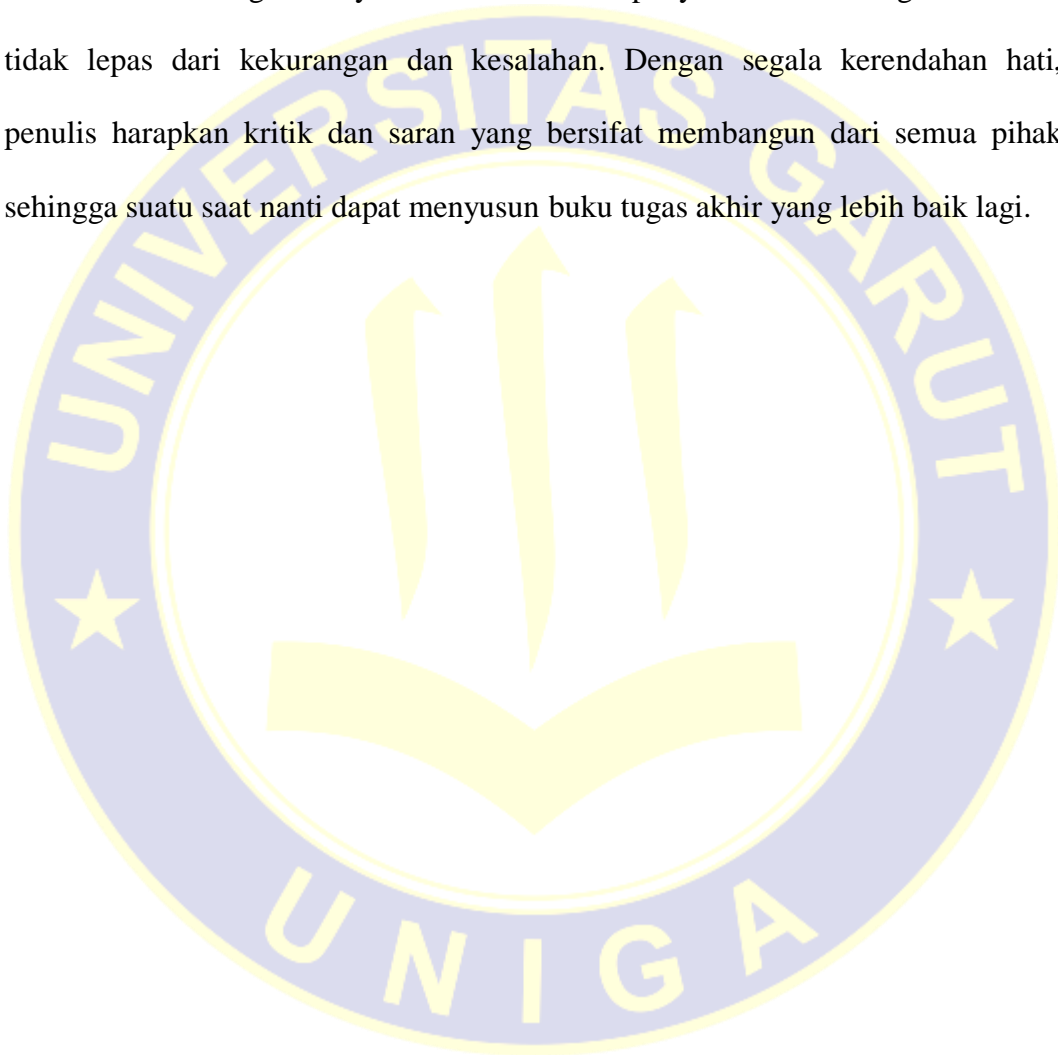 tidak lepas dari kekurangan dan kesalahan. Dengan segala kerendahan hati,
penulis harapkan kritik dan saran yang bersifat membangun dari semua pihak
sehingga suatu saat nanti dapat menyusun buku tugas akhir yang lebih baik lagi.
UNIVERSITAS GARUT
UNIGA